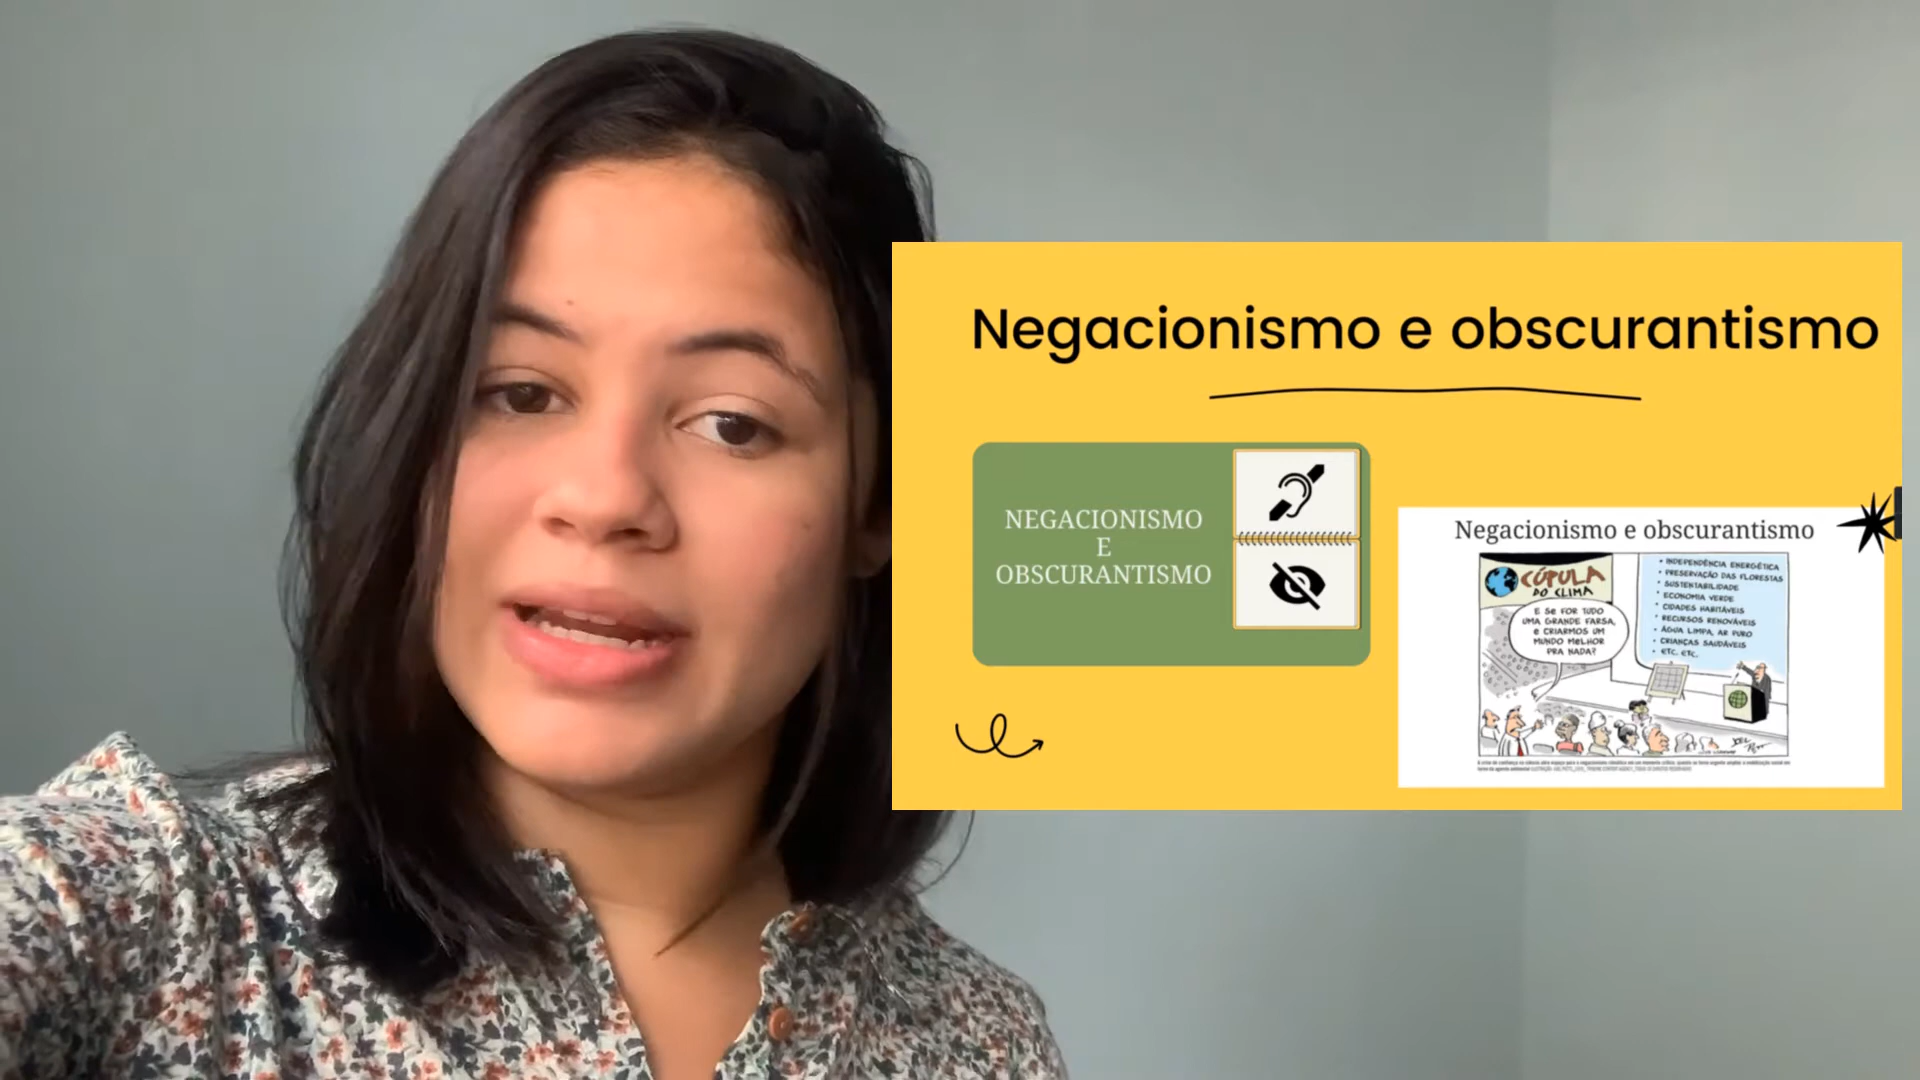 Negacionismo e obscurantismo
NEGACIONISMO
E
OBSCURANTISMO
Negacionismo e obscurantismo
CÚPULA
DO CLIMA
E SE FOR TUDO
UMA GRANDE FARSA,
E CRIARMOS UM
MUNDO MELHOR
PRA NADA?
• INDEPENDÊNCIA ENERGÉTICA
• PRESERVAÇÃO DAS FLORESTAS
• SUSTENTABILIDADE
• ECONOMIA VERDE
• CIDADES HABITÁVEIS
• RECURSOS RENOVÁVEIS
• ÁGUA LIMPA, AR PURO
• CRIANÇAS SAUDÁVEIS
• ETC. ETC.